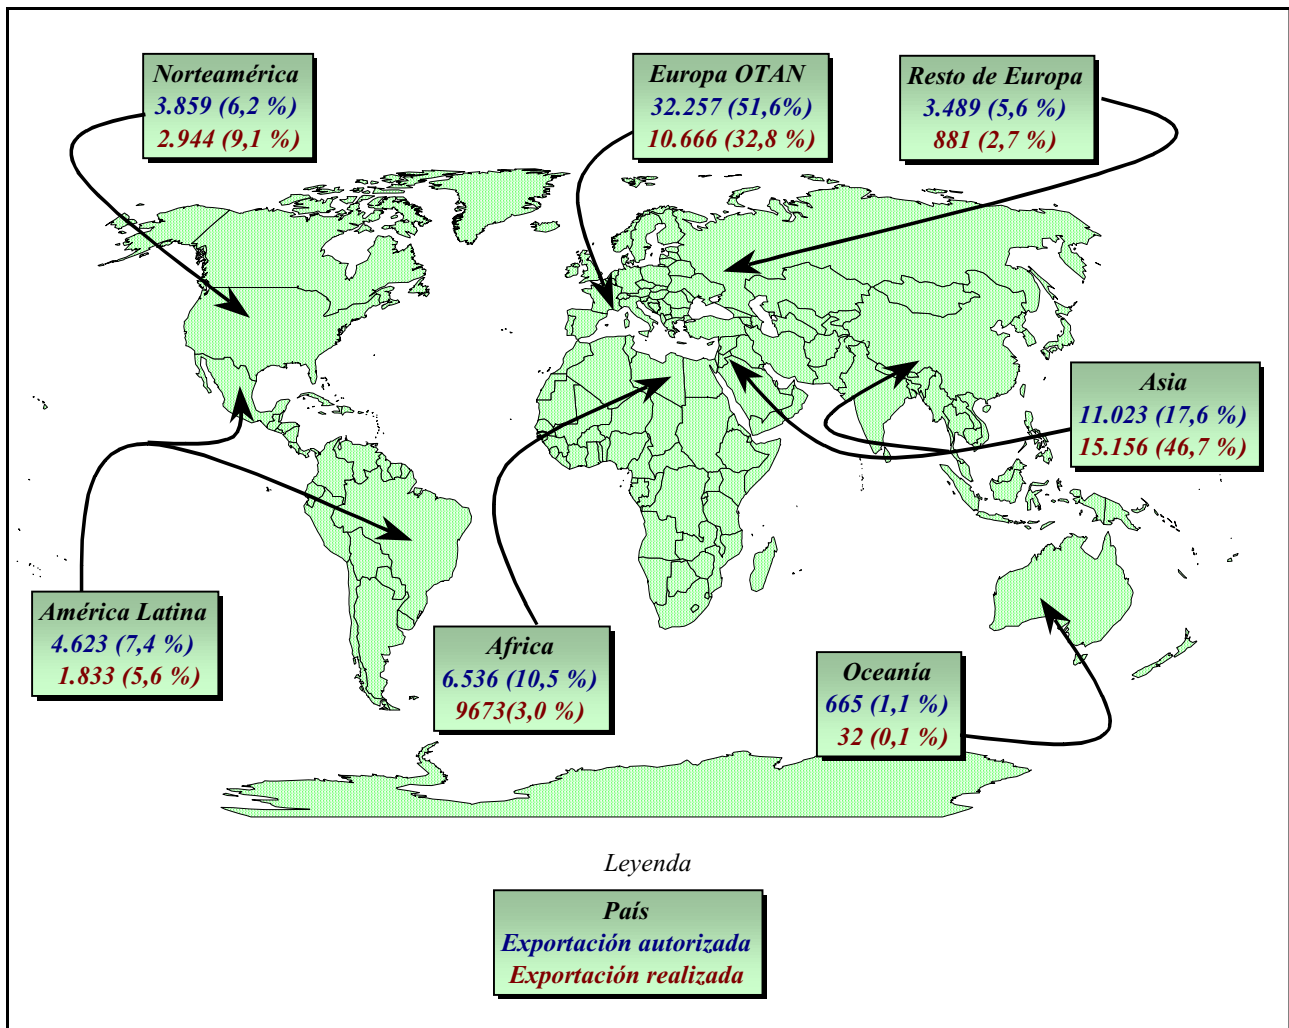 Norteamérica
3.859 (6,2 %)
2.944 (9,1 %)
Europa OTAN
32.257 (51,6%)
10.666 (32,8 %)
Resto de Europa
3.489 (5,6 %)
881 (2,7 %)
Asia
11.023 (17,6 %)
15.156 (46,7 %)
América Latina
4.623 (7,4 %)
1.833 (5,6 %)
Africa
6.536 (10,5 %)
9673(3,0 %)
Oceanía
665 (1,1 %)
32 (0,1 %)
Leyenda
País
Exportación autorizada
Exportación realizada